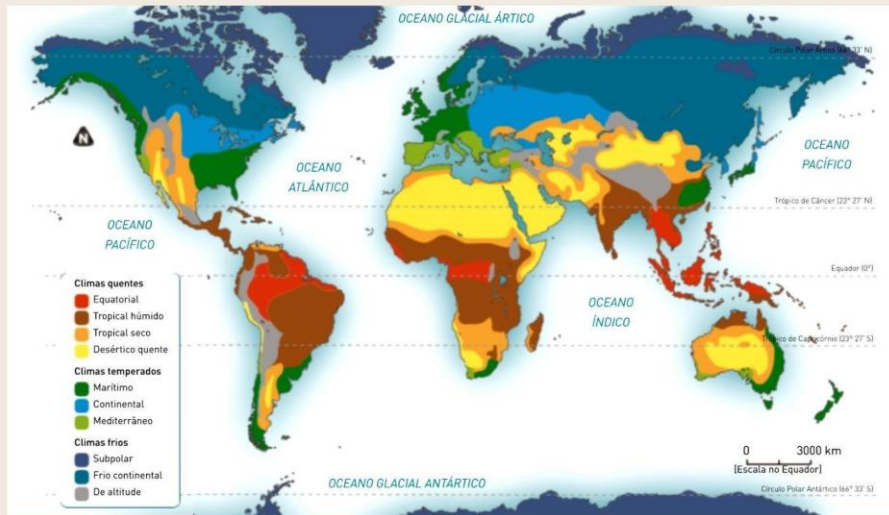 OCEANO GLACIAL ÁRTICO
Círculo Polar Ártico (66° 33' N)
N
OCEANO
PACÍFICO
OCEANO
ATLÂNTICO
Trópico de Câncer (23° 27' N)
OCEANO
PACÍFICO
Equador (0°)
Climas quentes
Equatorial
Tropical húmido
Tropical seco
Desértico quente
OCEANO
ÍNDICO
Trópico de Capricórnio (23° 27' S)
Climas temperados
Marítimo
Continental
Mediterrâneo
Climas frios
Subpolar
Frio continental
De altitude
0 3000 km
[Escala no Equador]
OCEANO GLACIAL ANTÁRTICO
Círculo Polar Antártico (66° 33' S)